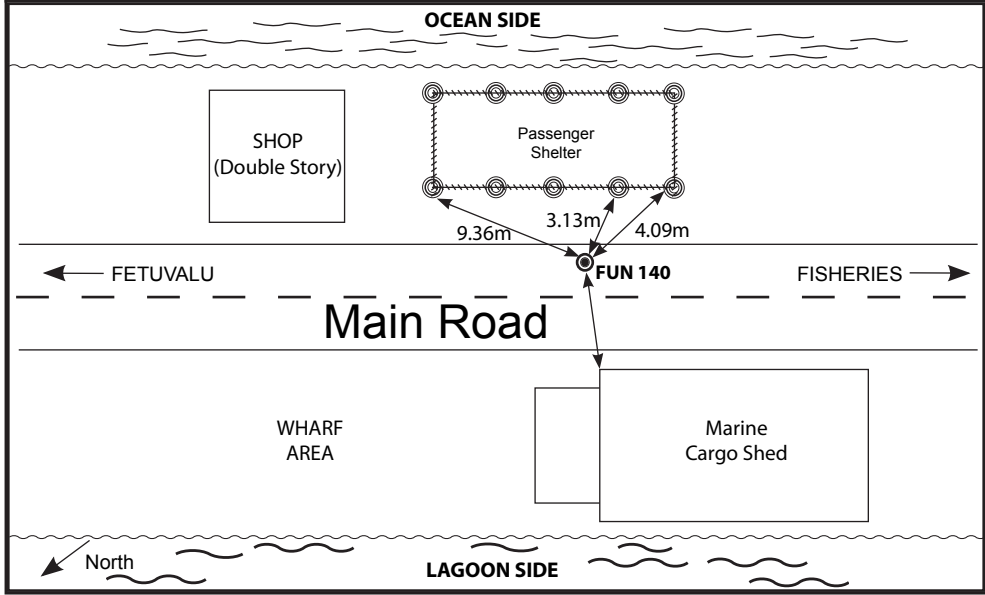 OCEAN SIDE
SHOP
(Double Story)
Passenger
Shelter
9.36m
3.13m
4.09m
FETUVALU
FUN 140
FISHERIES
Main Road
WHARF
AREA
Marine
Cargo Shed
North
LAGOON SIDE